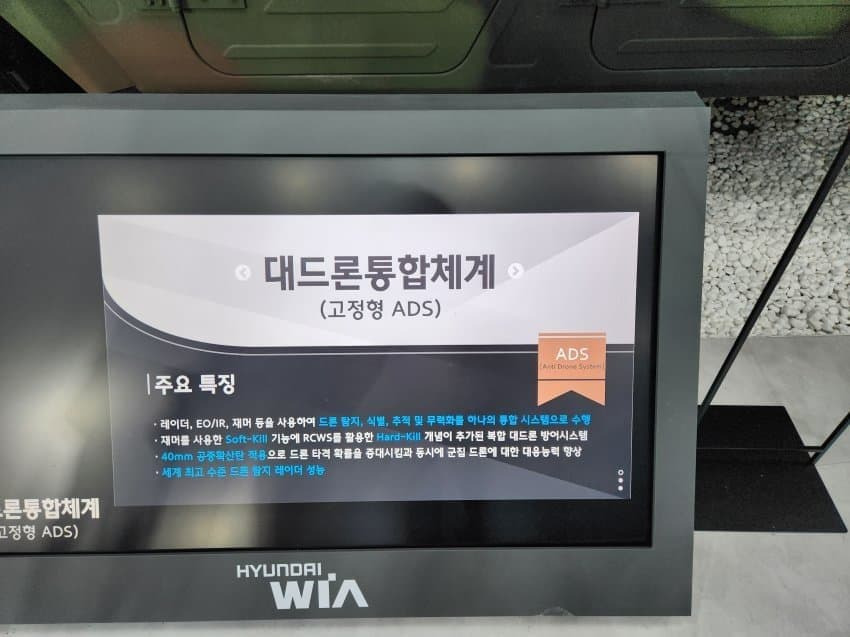 대드론통합체계
(고정형 ADS)
ADS
(Anti Drone System)
주요 특징
· 레이더, EO/IR, 재머 등을 사용하여 드론 탐지, 식별, 추적 및 무력화를 하나의 통합 시스템으로 수행
· 재머를 사용한 Soft-Kill 기능에 RCWS를 활용한 Hard-Kill 개념이 추가된 복합 대드론 방어시스템
· 40mm 공중확산탄 적용으로 드론 타격 확률을 증대시킴과 동시에 군집 드론에 대한 대응능력 향상
· 세계 최고 수준 드론 탐지 레이더 성능
론통합체계
고정형 ADS)
HYUNDAI
WIA